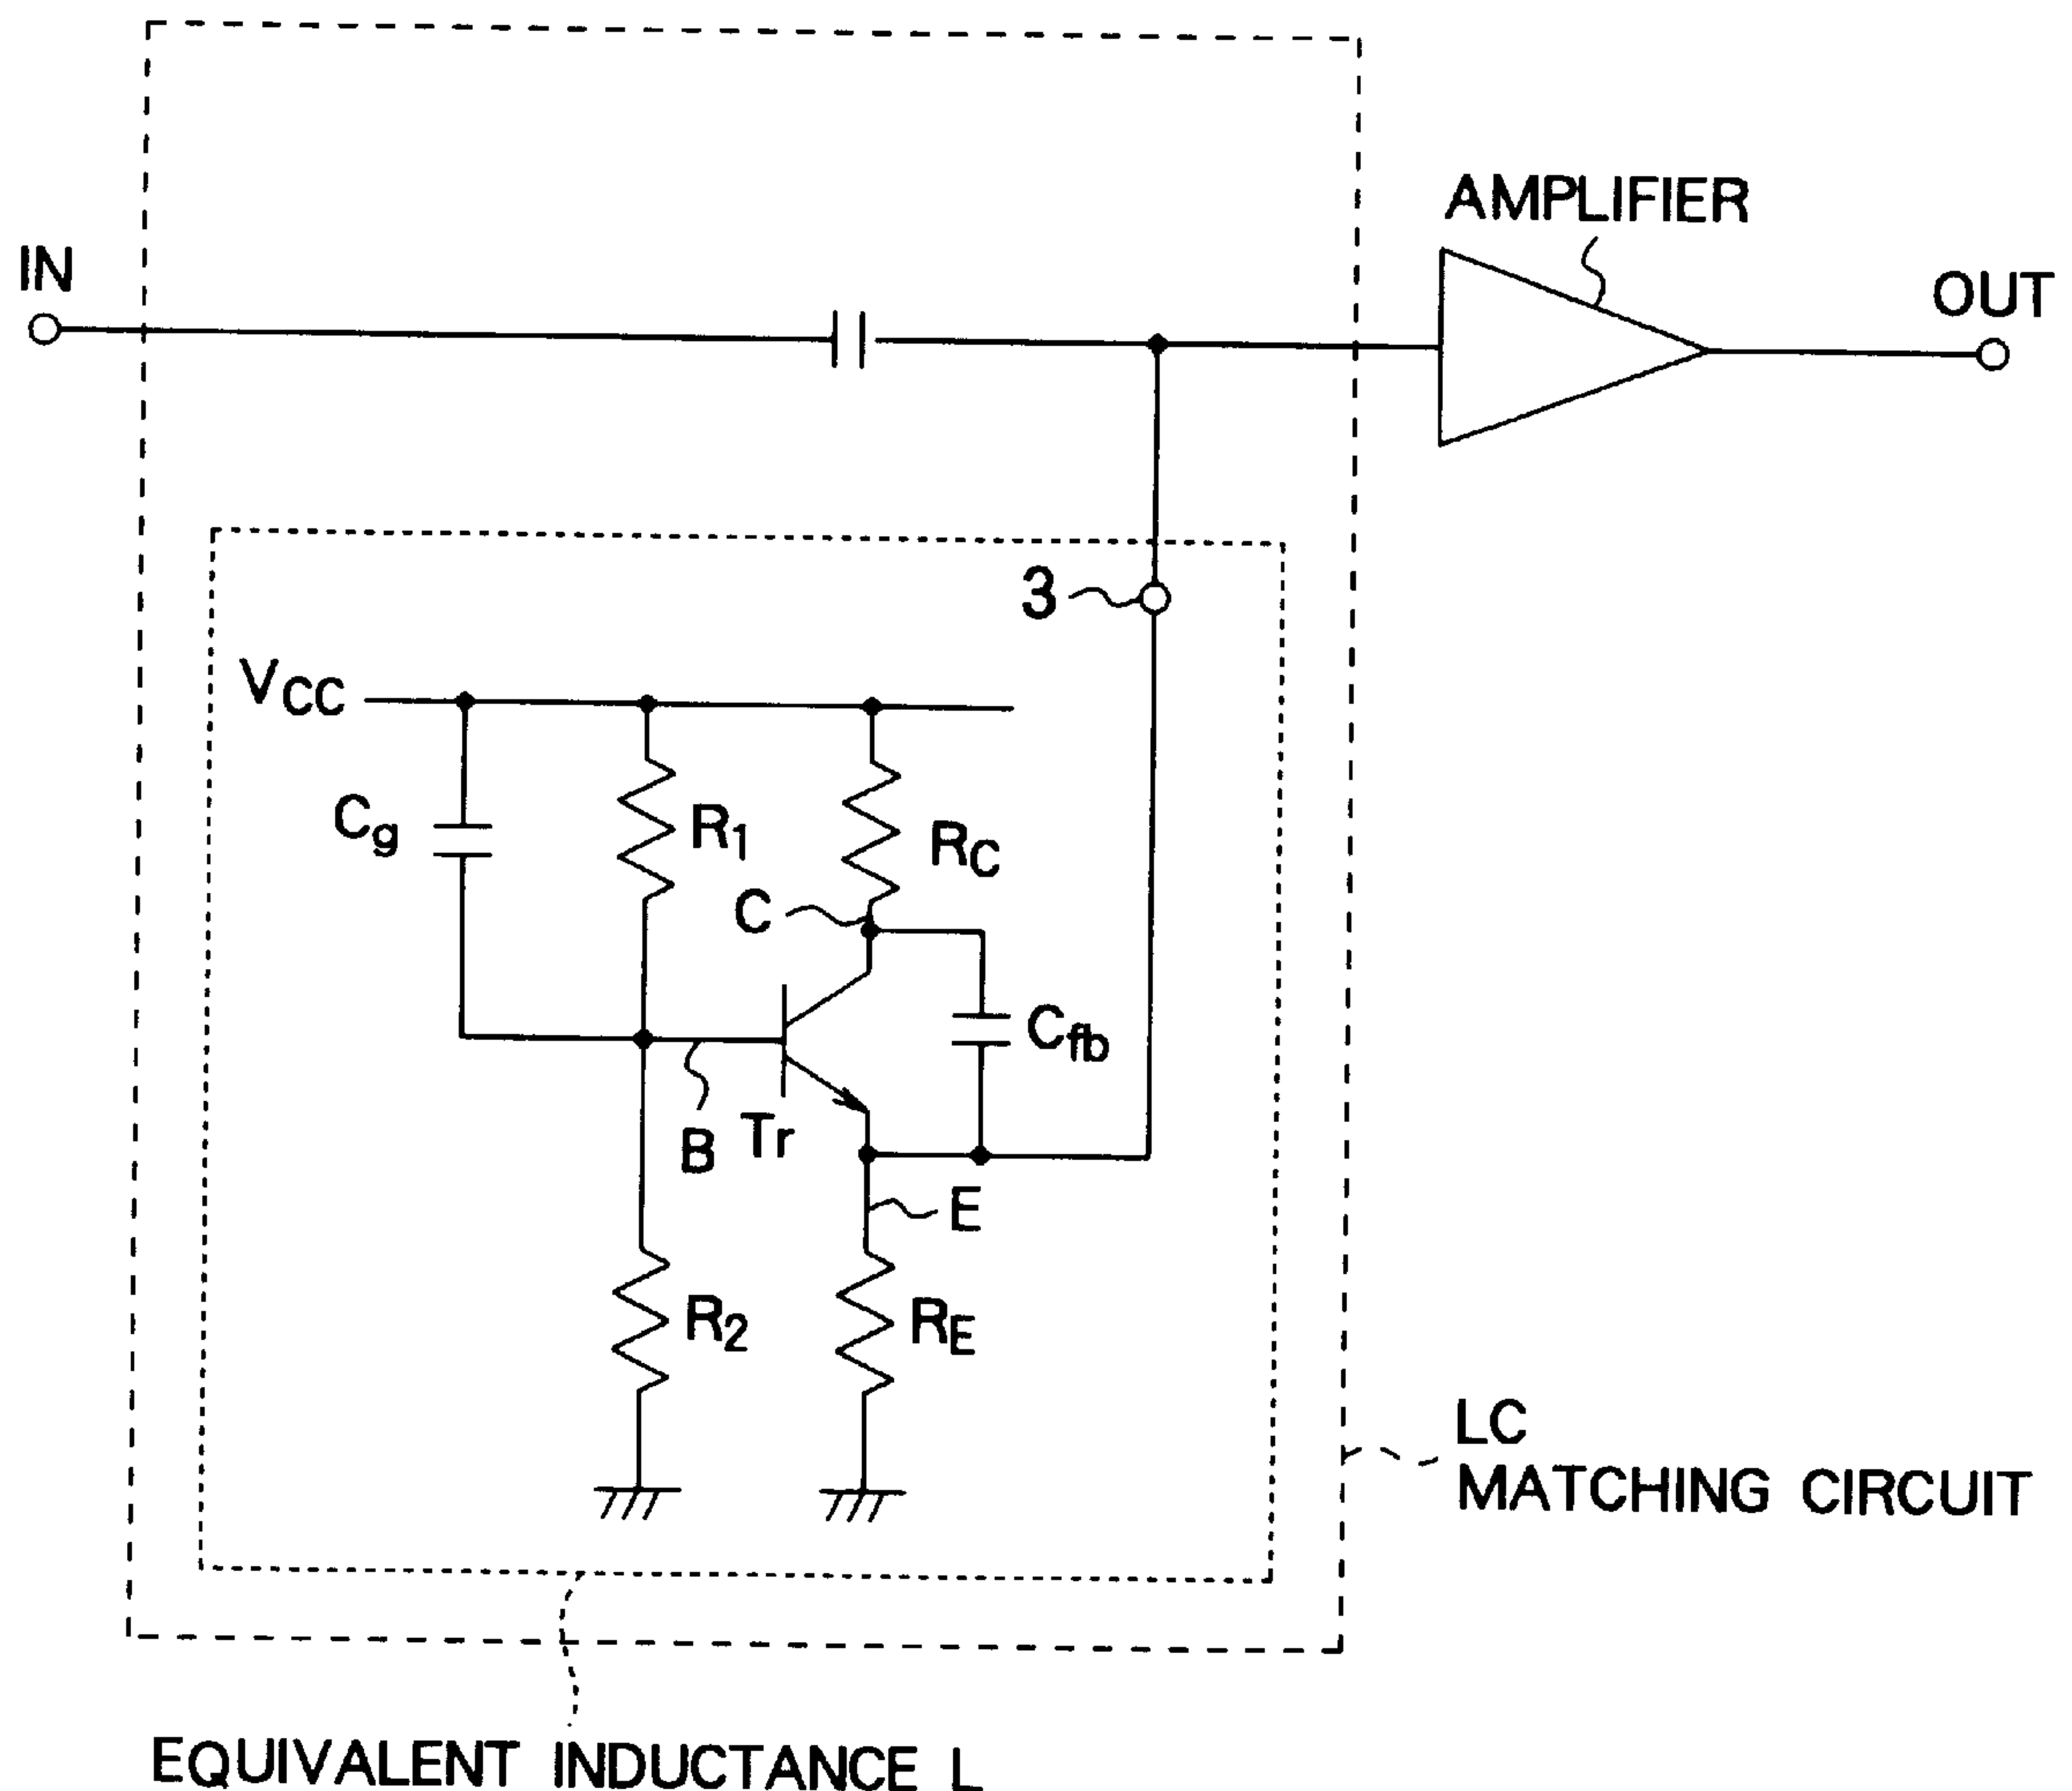 AMPLIFIER
IN
OUT
3
VCC
Cg
R1
RC
C
Cfb
B
Tr
E
R2
RE
LC
MATCHING CIRCUIT
EQUIVALENT INDUCTANCE L